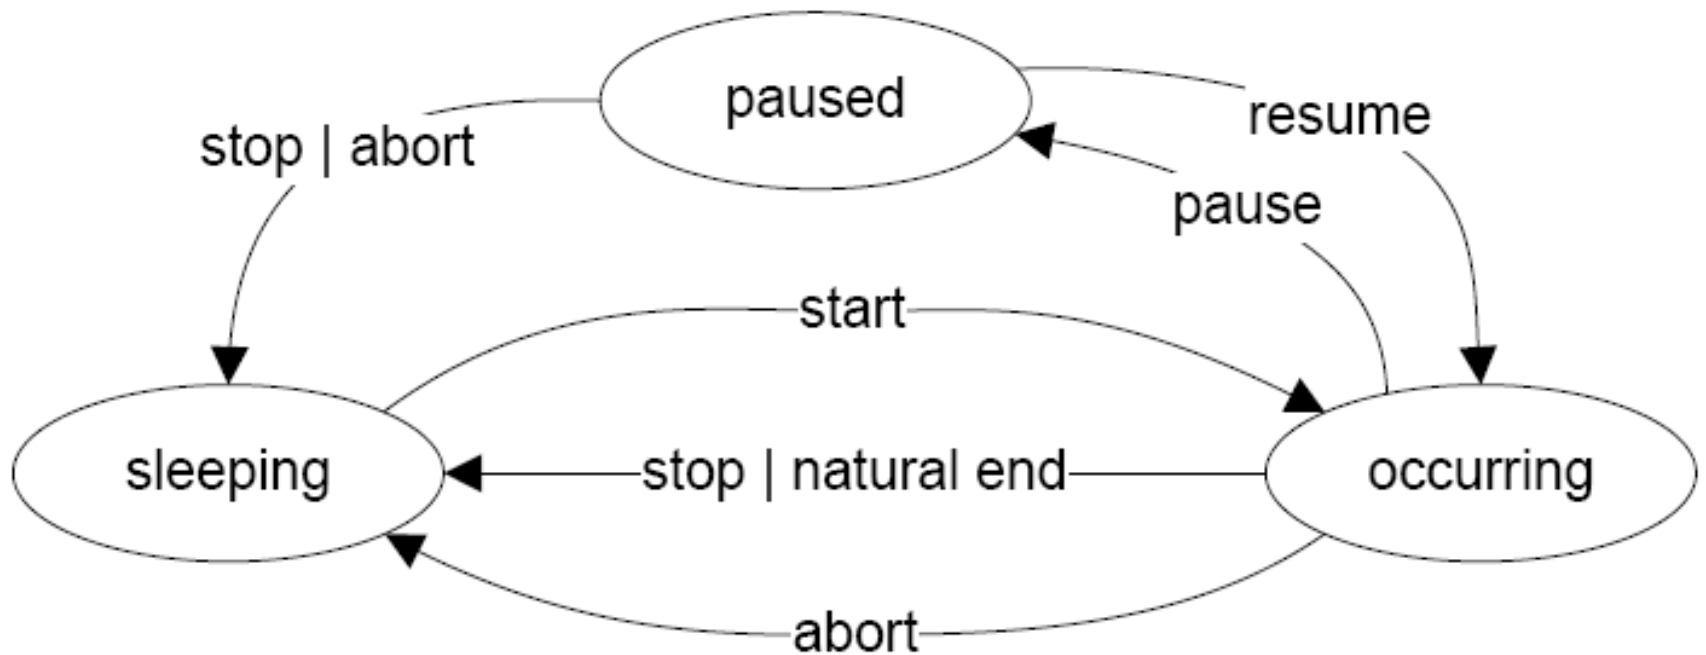 paused
resume
stop | abort
pause
start
sleeping
stop | natural end
occurring
abort